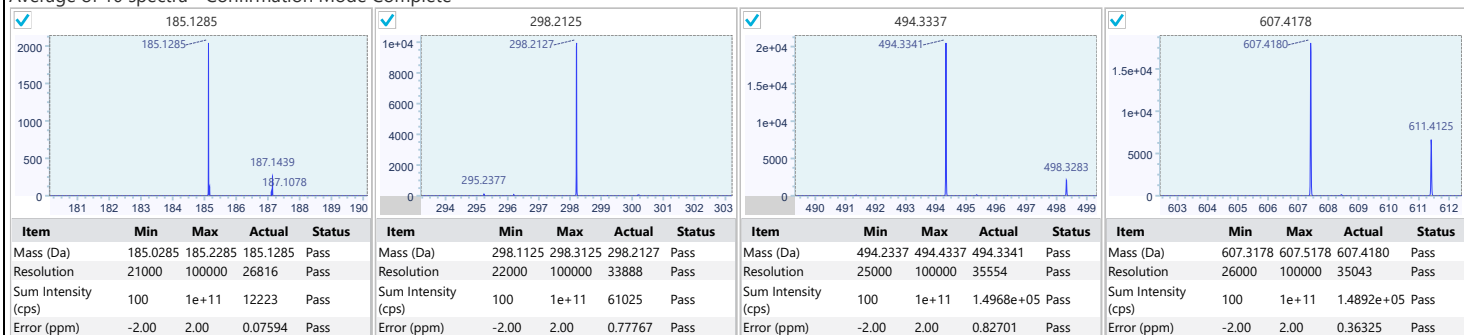 185.1285
2000
1500
1000
500
0
185.1285
187.1439
187.1078
181 182 183 184 185 186 187 188 189 190
Item Min Max Actual Status
Mass (Da) 185.0285 185.2285 185.1285 Pass
Resolution 21000 100000 26816 Pass
Sum Intensity (cps) 100 1e+11 12223 Pass
Error (ppm) -2.00 2.00 0.07594 Pass
298.2125
1e+04
8000
6000
4000
2000
0
298.2127
295.2377
294 295 296 297 298 299 300 301 302 303
Item Min Max Actual Status
Mass (Da) 298.1125 298.3125 298.2127 Pass
Resolution 22000 100000 33888 Pass
Sum Intensity (cps) 100 1e+11 61025 Pass
Error (ppm) -2.00 2.00 0.77767 Pass
494.3337
2e+04
1.5e+04
1e+04
5000
0
494.3341
498.3283
490 491 492 493 494 495 496 497 498 499
Item Min Max Actual Status
Mass (Da) 494.2337 494.4337 494.3341 Pass
Resolution 25000 100000 35554 Pass
Sum Intensity (cps) 100 1e+11 1.4968e+05 Pass
Error (ppm) -2.00 2.00 0.82701 Pass
607.4178
1.5e+04
1e+04
5000
0
607.4180
611.4125
603 604 605 606 607 608 609 610 611 612
Item Min Max Actual Status
Mass (Da) 607.3178 607.5178 607.4180 Pass
Resolution 26000 100000 35043 Pass
Sum Intensity (cps) 100 1e+11 1.4892e+05 Pass
Error (ppm) -2.00 2.00 0.36325 Pass